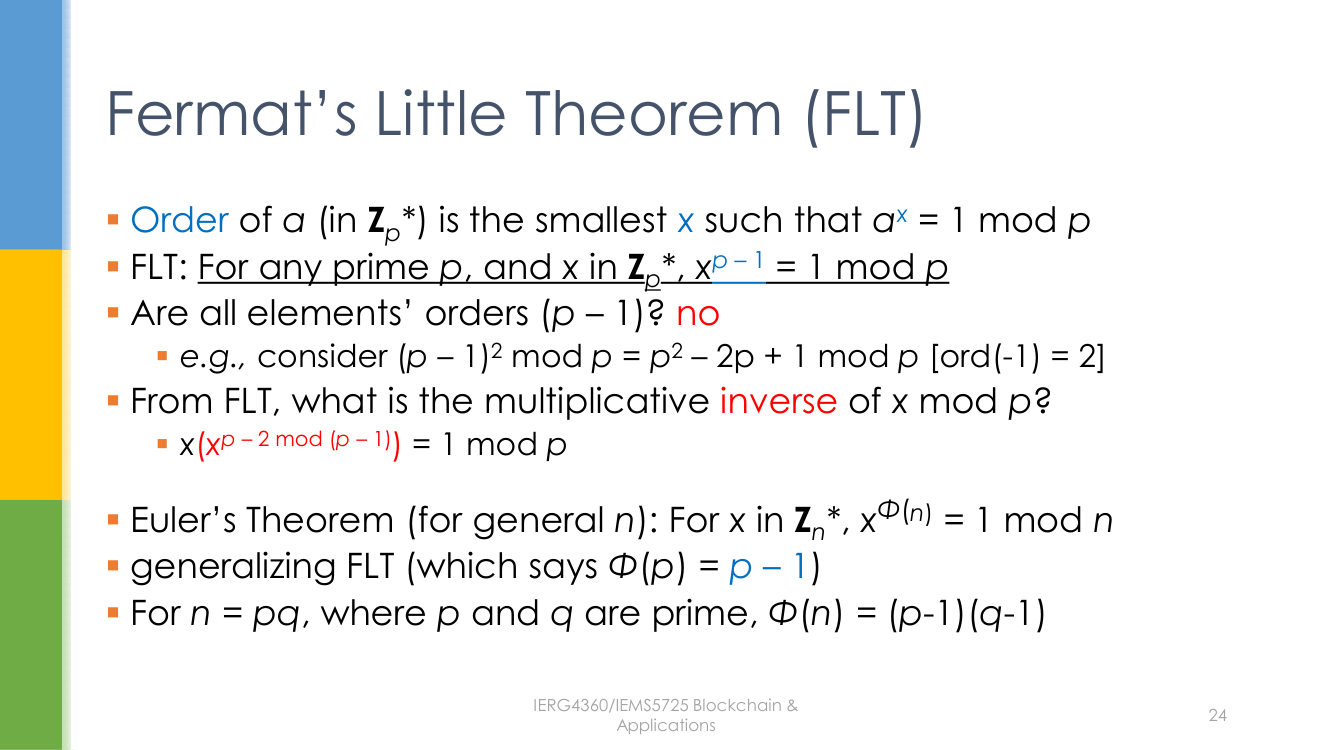 Fermat’s Little Theorem (FLT)
Order of a (in Zp*) is the smallest x such that a^x = 1 mod p
FLT: For any prime p, and x in Zp*, x^p – 1 = 1 mod p
Are all elements’ orders (p – 1)? no
e.g., consider (p – 1)² mod p = p² – 2p + 1 mod p [ord(-1) = 2]
From FLT, what is the multiplicative inverse of x mod p?
x(x^p – 2 mod (p – 1)) = 1 mod p
Euler’s Theorem (for general n): For x in Zn*, x^Φ(n) = 1 mod n
generalizing FLT (which says Φ(p) = p – 1)
For n = pq, where p and q are prime, Φ(n) = (p-1)(q-1)
IERG4360/IEMS5725 Blockchain &
Applications
24